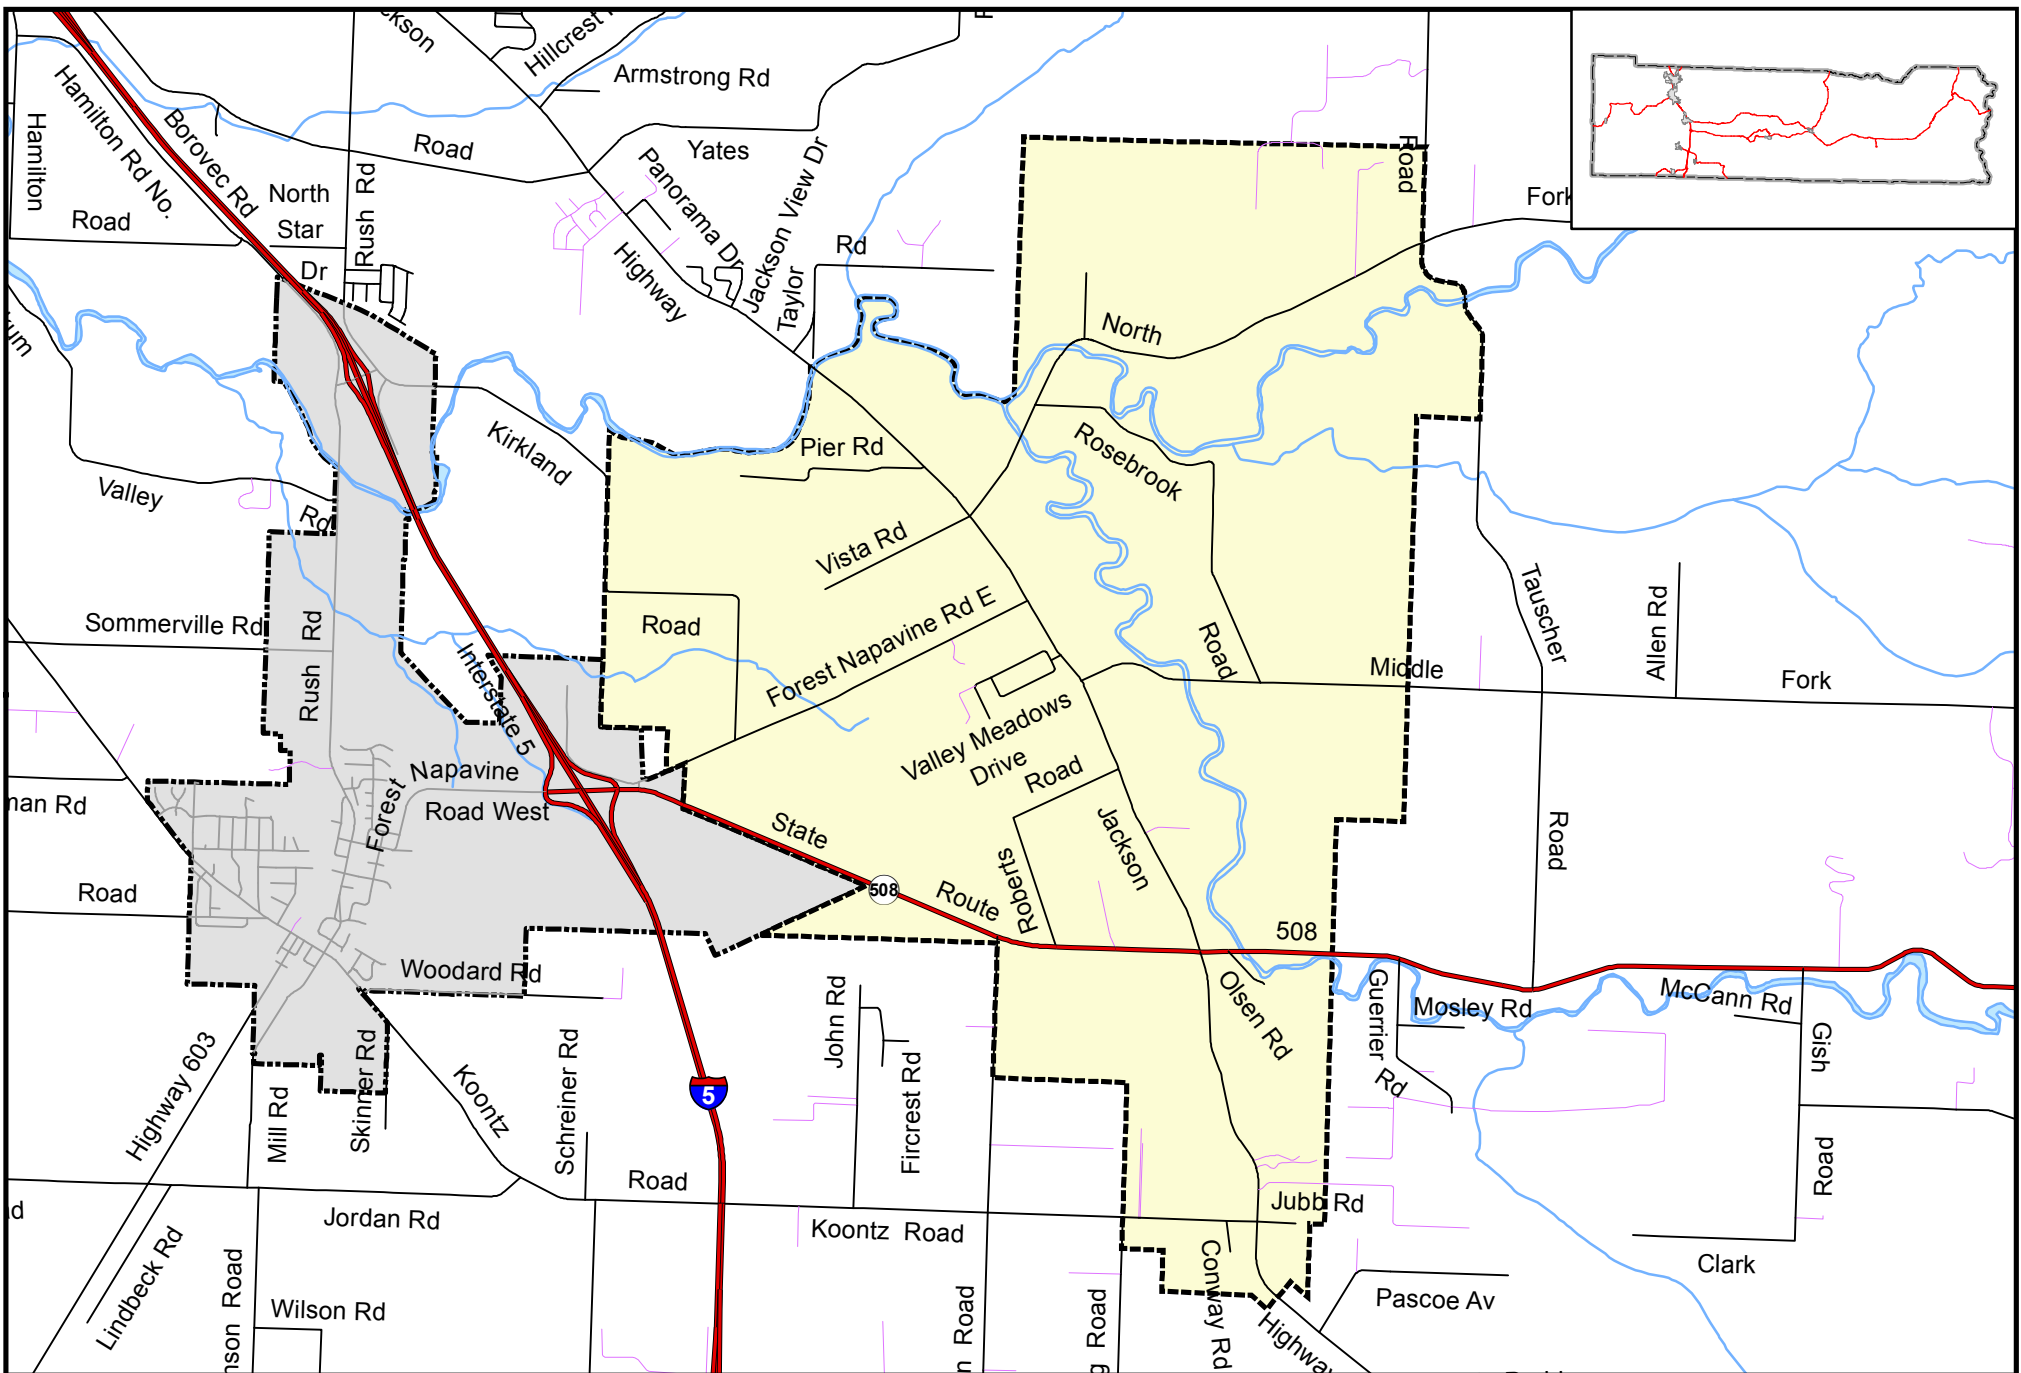 Hillcrest
Armstrong Rd
Hamilton
Hamilton Rd No.
Borovec Rd
Road
Yates
Panorama Dr
Jackson View Dr
Taylor
Rd
Highway
North
Star
Dr
Rush Rd
Road
Road
Fork
North
Kirkland
Pier Rd
Rosebrook
Road
Valley
Rd
Vista Rd
Tauscher
Road
Allen Rd
Sommerville Rd
Rush Rd
Road
Forest Napavine Rd E
Middle
Fork
Interstate 5
Valley Meadows
Drive
Napavine
Road West
Forest
State
Route
508
508
Roberts
Road
Jackson
Road
Woodard Rd
Olsen Rd
Guerrier
Rd
Mosley Rd
McCann Rd
Gish
Road
John Rd
Fircrest Rd
Highway 603
Mill Rd
Skinner Rd
Koontz
Road
Schreiner Rd
5
Jordan Rd
Koontz Road
Jubb Rd
Lindbeck Rd
Road
Wilson Rd
Road
Road
Conway Rd
Clark
Pascoe Av
Highway